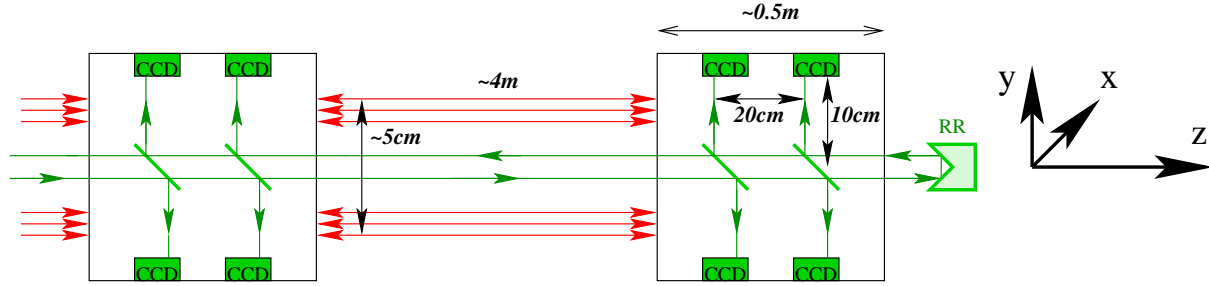 ~0.5m
CCD CCD CCD CCD
~4m
y x
20cm 10cm RR
~5cm z
CCD CCD CCD CCD